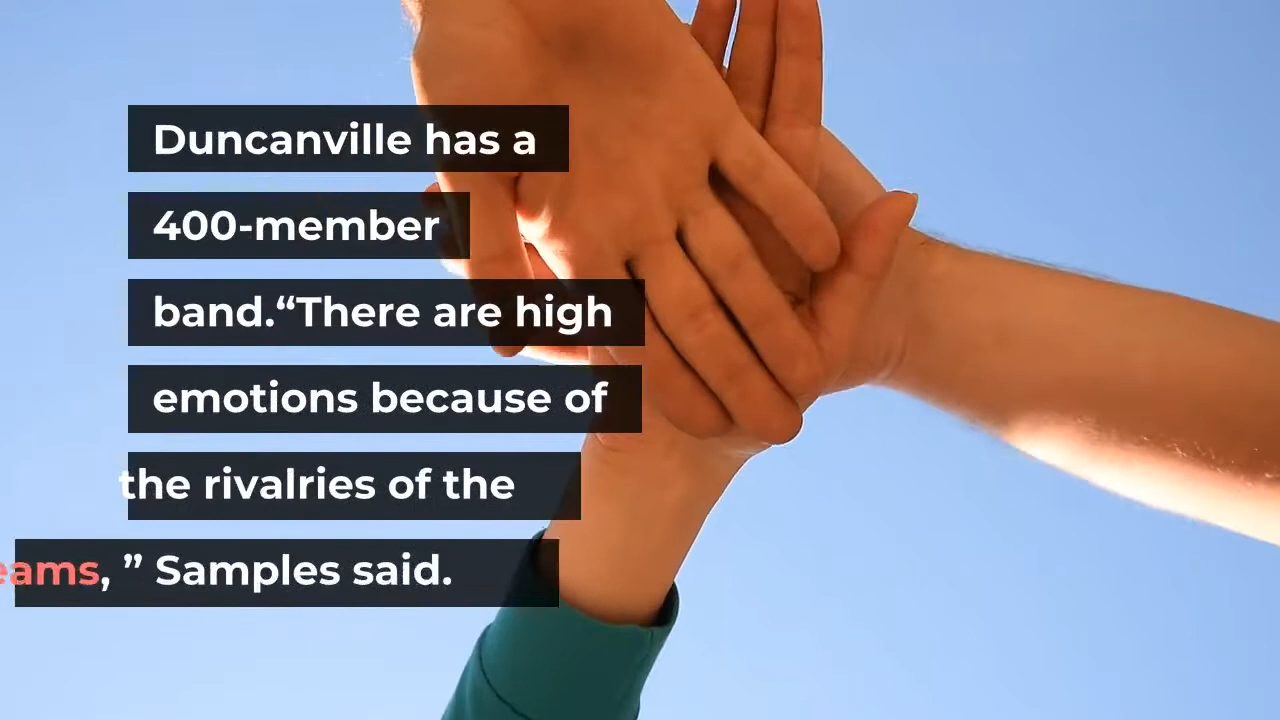 Duncanville has a
400-member
band.“There are high
emotions because of
the rivalries of the
eams, ” Samples said.